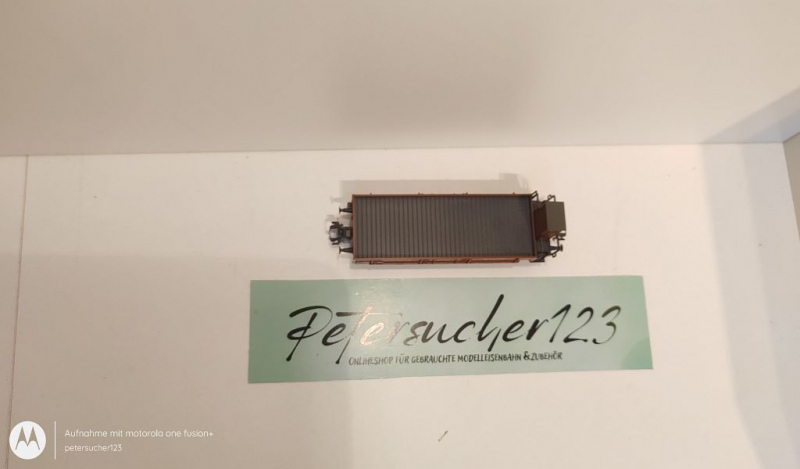 Petersucher123
ONLINESHOP FÜR GEBRAUCHTE MODELLEISENBAHN & ZUBEHÖR
Aufnahme mit motorola one fusion+
petersucher123